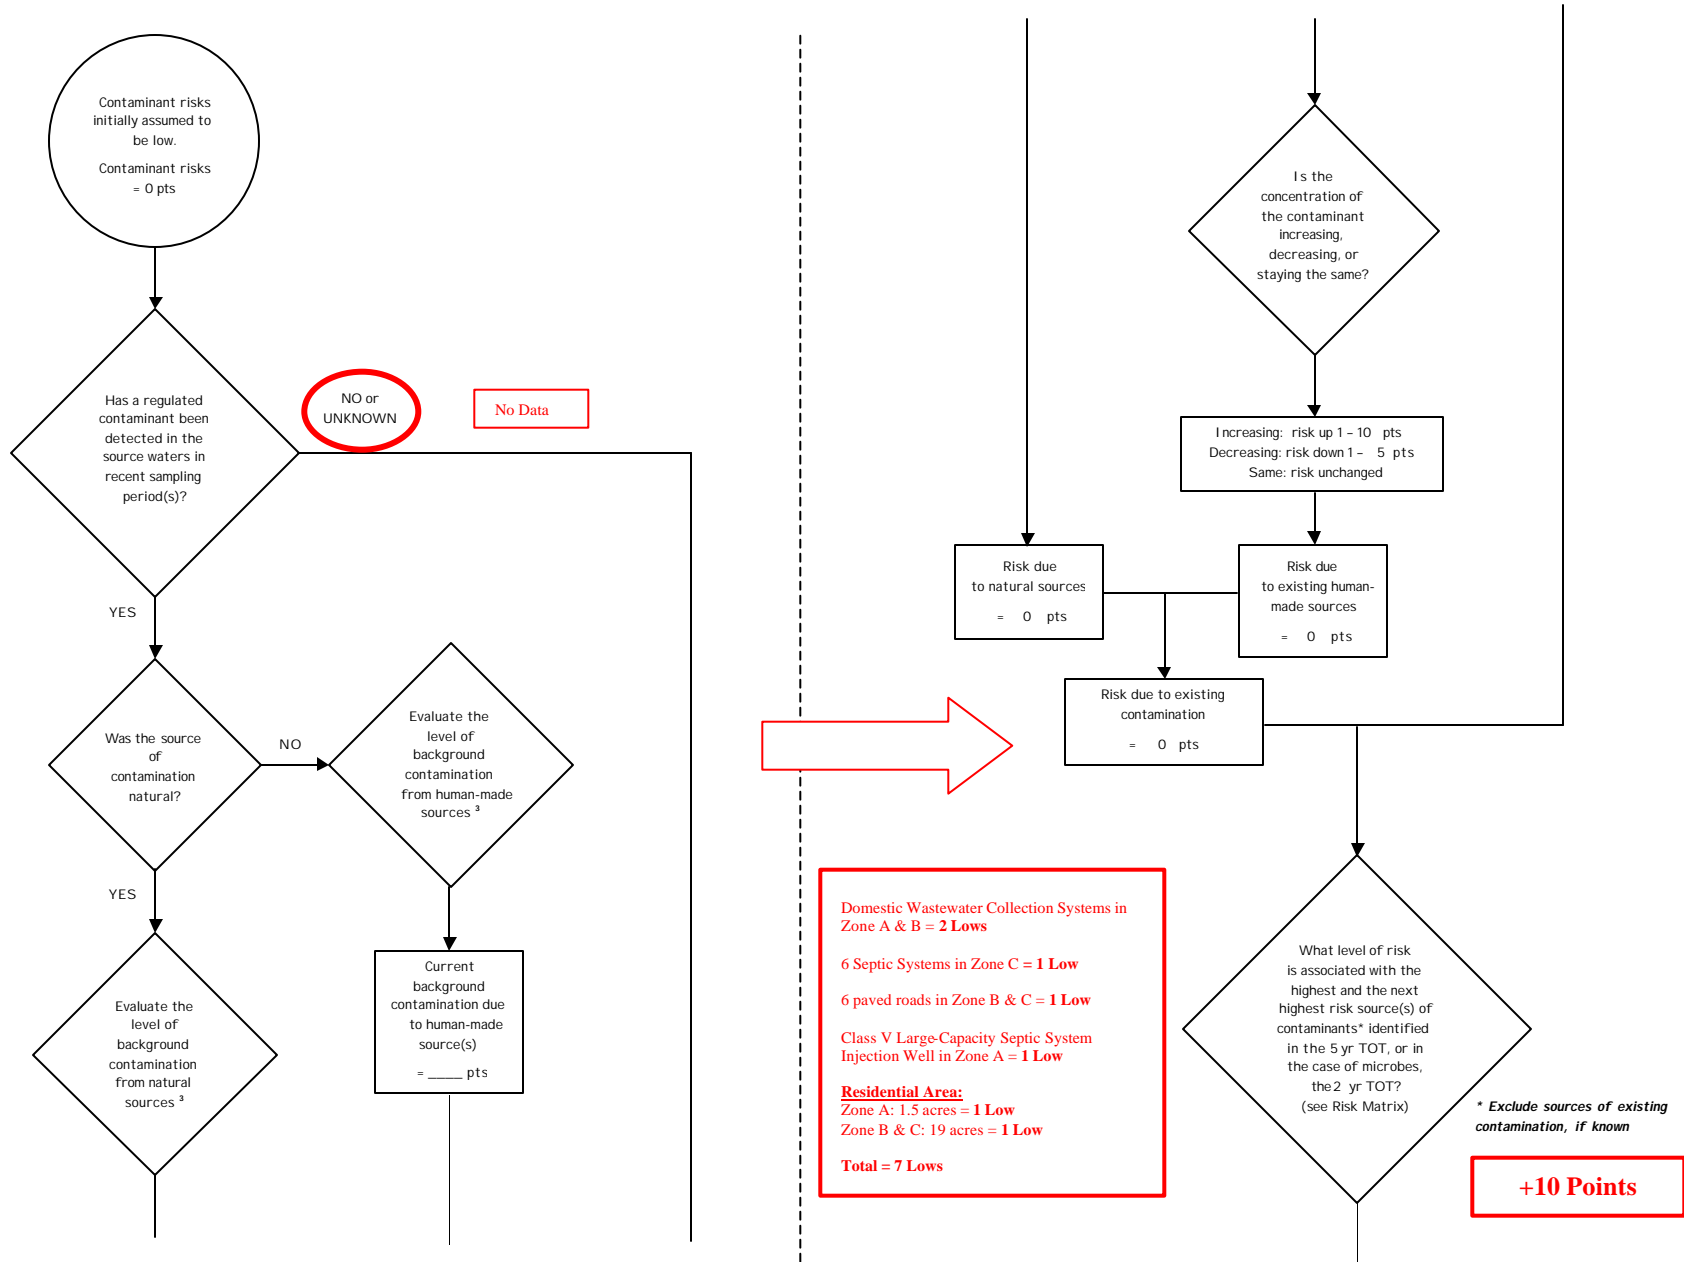 Contaminant risks
initially assumed to
be low.
Contaminant risks
= 0 pts
Has a regulated
contaminant been
detected in the
source waters in
recent sampling
period(s)?
NO or
UNKNOWN
No Data
YES
Was the source
of
contamination
natural?
NO
Evaluate the
level of
background
contamination
from human-made
sources ³
YES
Evaluate the
level of
background
contamination
from natural
sources ³
Current
background
contamination due
to human-made
source(s)
= ____ pts
Is the
concentration of
the contaminant
increasing,
decreasing, or
staying the same?
Increasing: risk up 1 – 10 pts
Decreasing: risk down 1 – 5 pts
Same: risk unchanged
Risk due
to natural sources
= 0 pts
Risk due
to existing human-
made sources
= 0 pts
Risk due to existing
contamination
= 0 pts
Domestic Wastewater Collection Systems in
Zone A & B = 2 Lows
6 Septic Systems in Zone C = 1 Low
6 paved roads in Zone B & C = 1 Low
Class V Large-Capacity Septic System
Injection Well in Zone A = 1 Low
Residential Area:
Zone A: 1.5 acres = 1 Low
Zone B & C: 19 acres = 1 Low
Total = 7 Lows
What level of risk
is associated with the
highest and the next
highest risk source(s) of
contaminants* identified
in the 5 yr TOT, or in
the case of microbes,
the 2 yr TOT?
(see Risk Matrix)
* Exclude sources of existing
contamination, if known
+10 Points